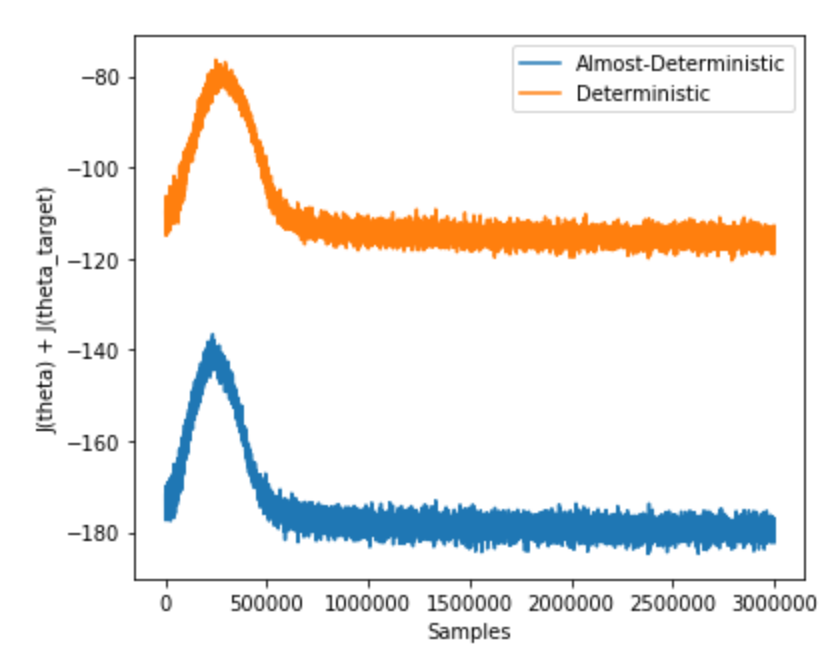 Almost-Deterministic
Deterministic
J(theta) + J(theta_target)
−80
−100
−120
−140
−160
−180
0 500000 1000000 1500000 2000000 2500000 3000000
Samples